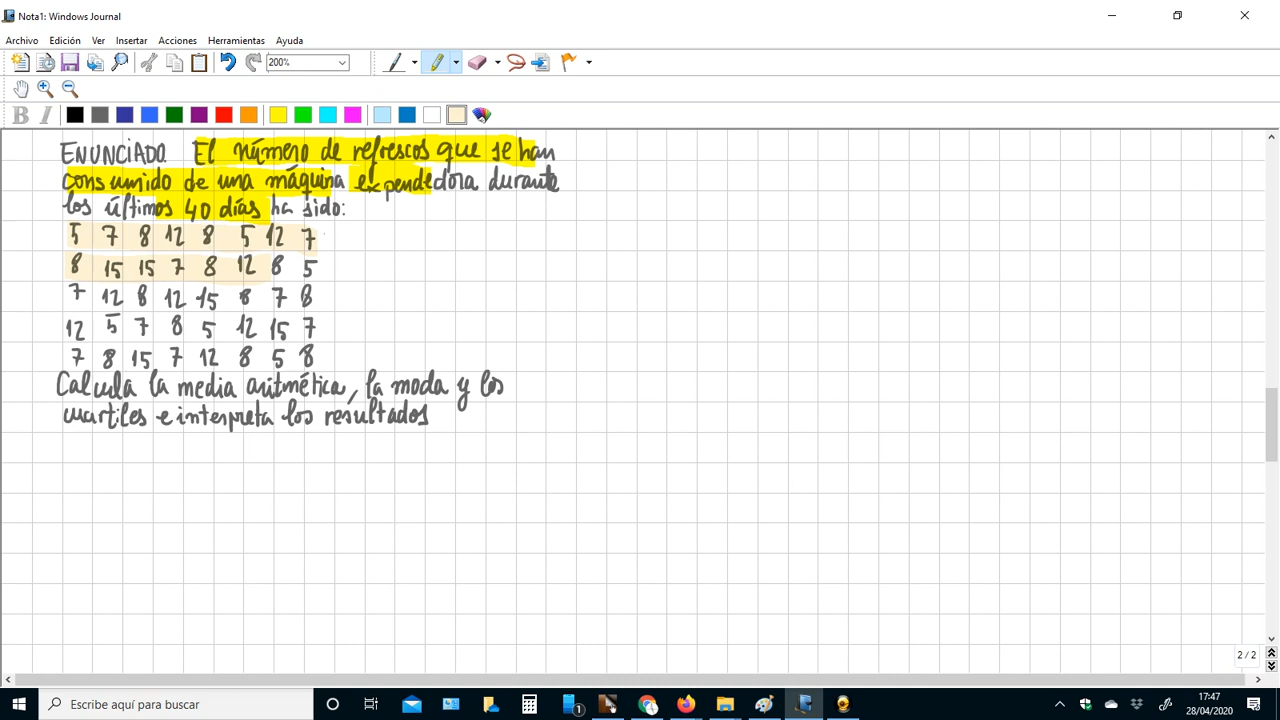 Nota1: Windows Journal
Archivo Edición Ver Insertar Acciones Herramientas Ayuda
200%
B I
ENUNCIADO. El número de refrescos que se han
consumido de una máquina expendedora durante
los últimos 40 días ha sido:
5 7 8 12 8 5 12 7
8 15 15 7 8 12 8 5
7 12 8 12 15 8 7 8
12 5 7 8 5 12 15 7
7 8 15 7 12 8 5 8
Calcula la media aritmética, la moda y los
cuartiles e interpreta los resultados
2 / 2
Escribe aquí para buscar
1
17:47
28/04/2020